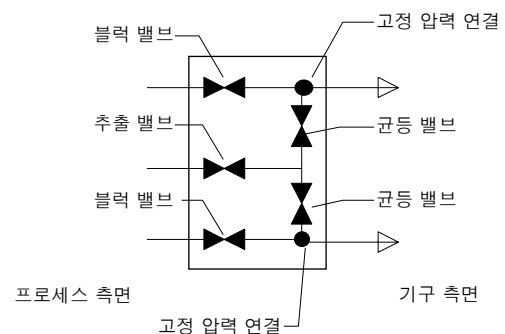 고정 압력 연결
블럭 밸브
추출 밸브
균등 밸브
블럭 밸브
균등 밸브
프로세스 측면
기구 측면
고정 압력 연결